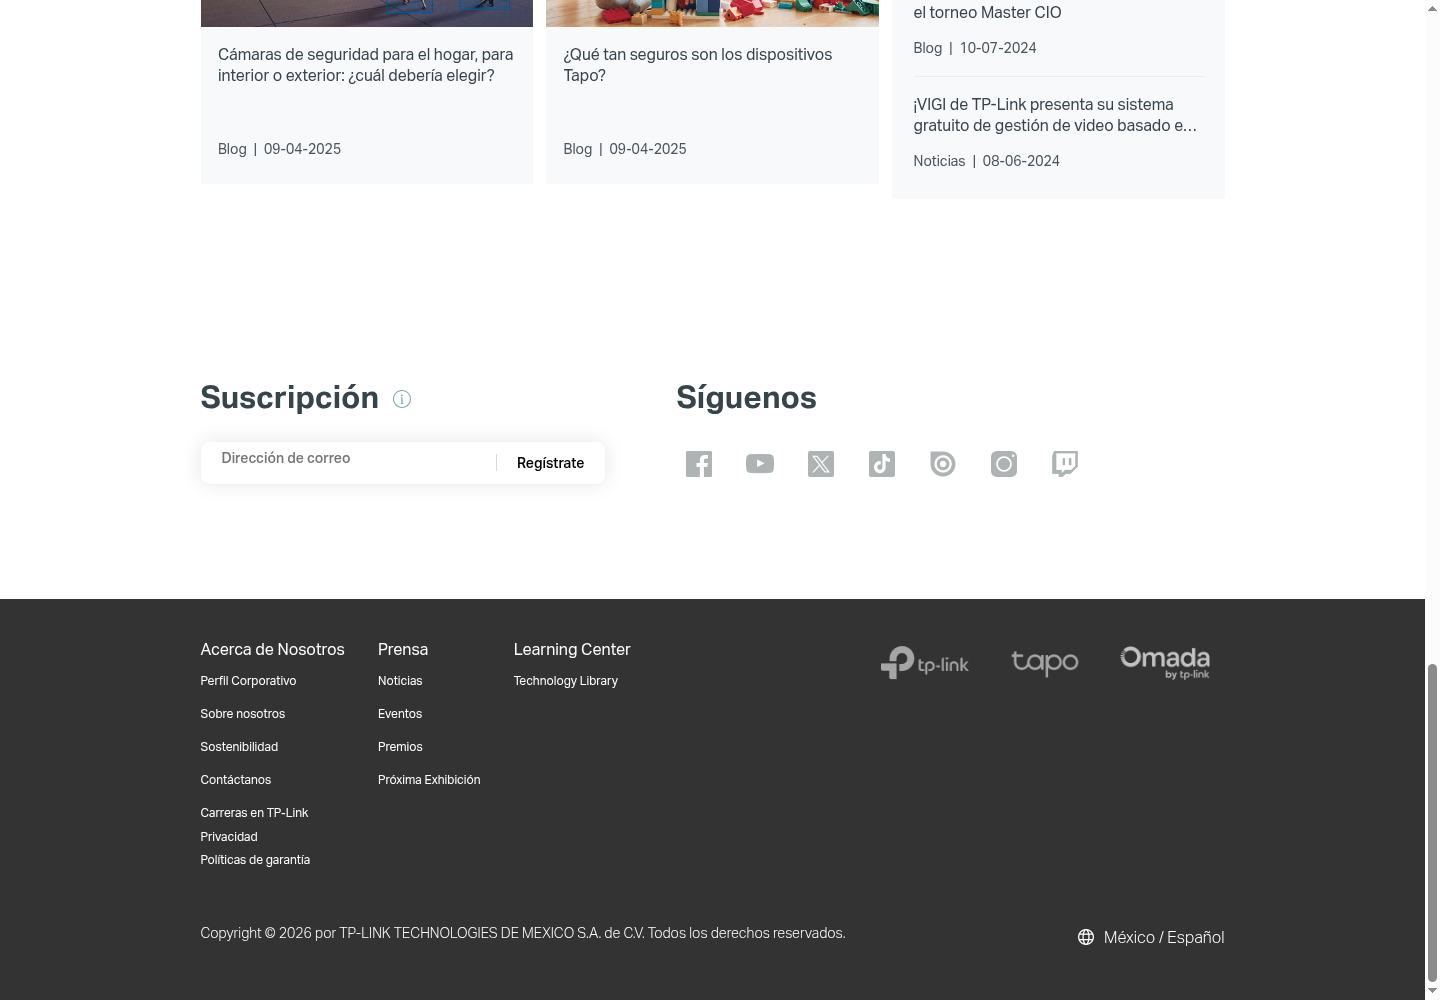 Cámaras de seguridad para el hogar, para
interior o exterior: ¿cuál debería elegir?
Blog | 09-04-2025
¿Qué tan seguros son los dispositivos
Tapo?
Blog | 09-04-2025
el torneo Master CIO
Blog | 10-07-2024
¡VIGI de TP-Link presenta su sistema
gratuito de gestión de video basado e...
Noticias | 08-06-2024
Suscripción
Dirección de correo
Regístrate
Síguenos
Acerca de Nosotros
Perfil Corporativo
Sobre nosotros
Sostenibilidad
Contáctanos
Carreras en TP-Link
Privacidad
Políticas de garantía
Prensa
Noticias
Eventos
Premios
Próxima Exhibición
Learning Center
Technology Library
tp-link
tapo
Omada
by tp-link
Copyright © 2026 por TP-LINK TECHNOLOGIES DE MEXICO S.A. de C.V. Todos los derechos reservados.
México / Español